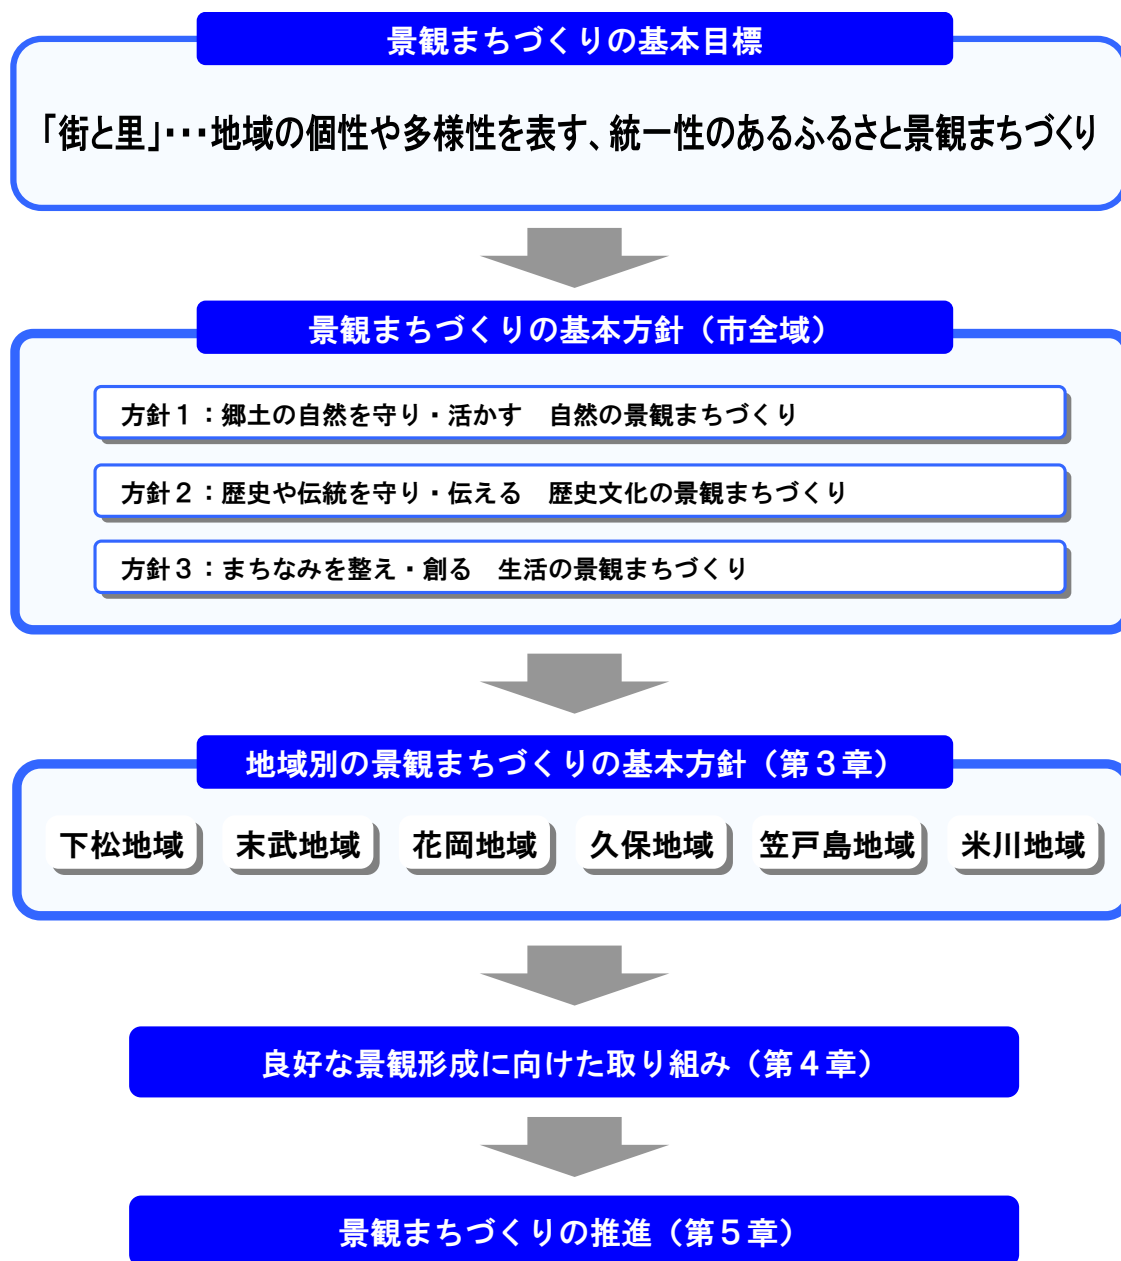 景観まちづくりの基本目標
「街と里」･･･地域の個性や多様性を表す、統一性のあるふるさと景観まちづくり
景観まちづくりの基本方針（市全域）
方針１：郷土の自然を守り・活かす　自然の景観まちづくり
方針２：歴史や伝統を守り・伝える　歴史文化の景観まちづくり
方針３：まちなみを整え・創る　生活の景観まちづくり
地域別の景観まちづくりの基本方針（第３章）
下松地域　末武地域　花岡地域　久保地域　笠戸島地域　米川地域
良好な景観形成に向けた取り組み（第４章）
景観まちづくりの推進（第５章）